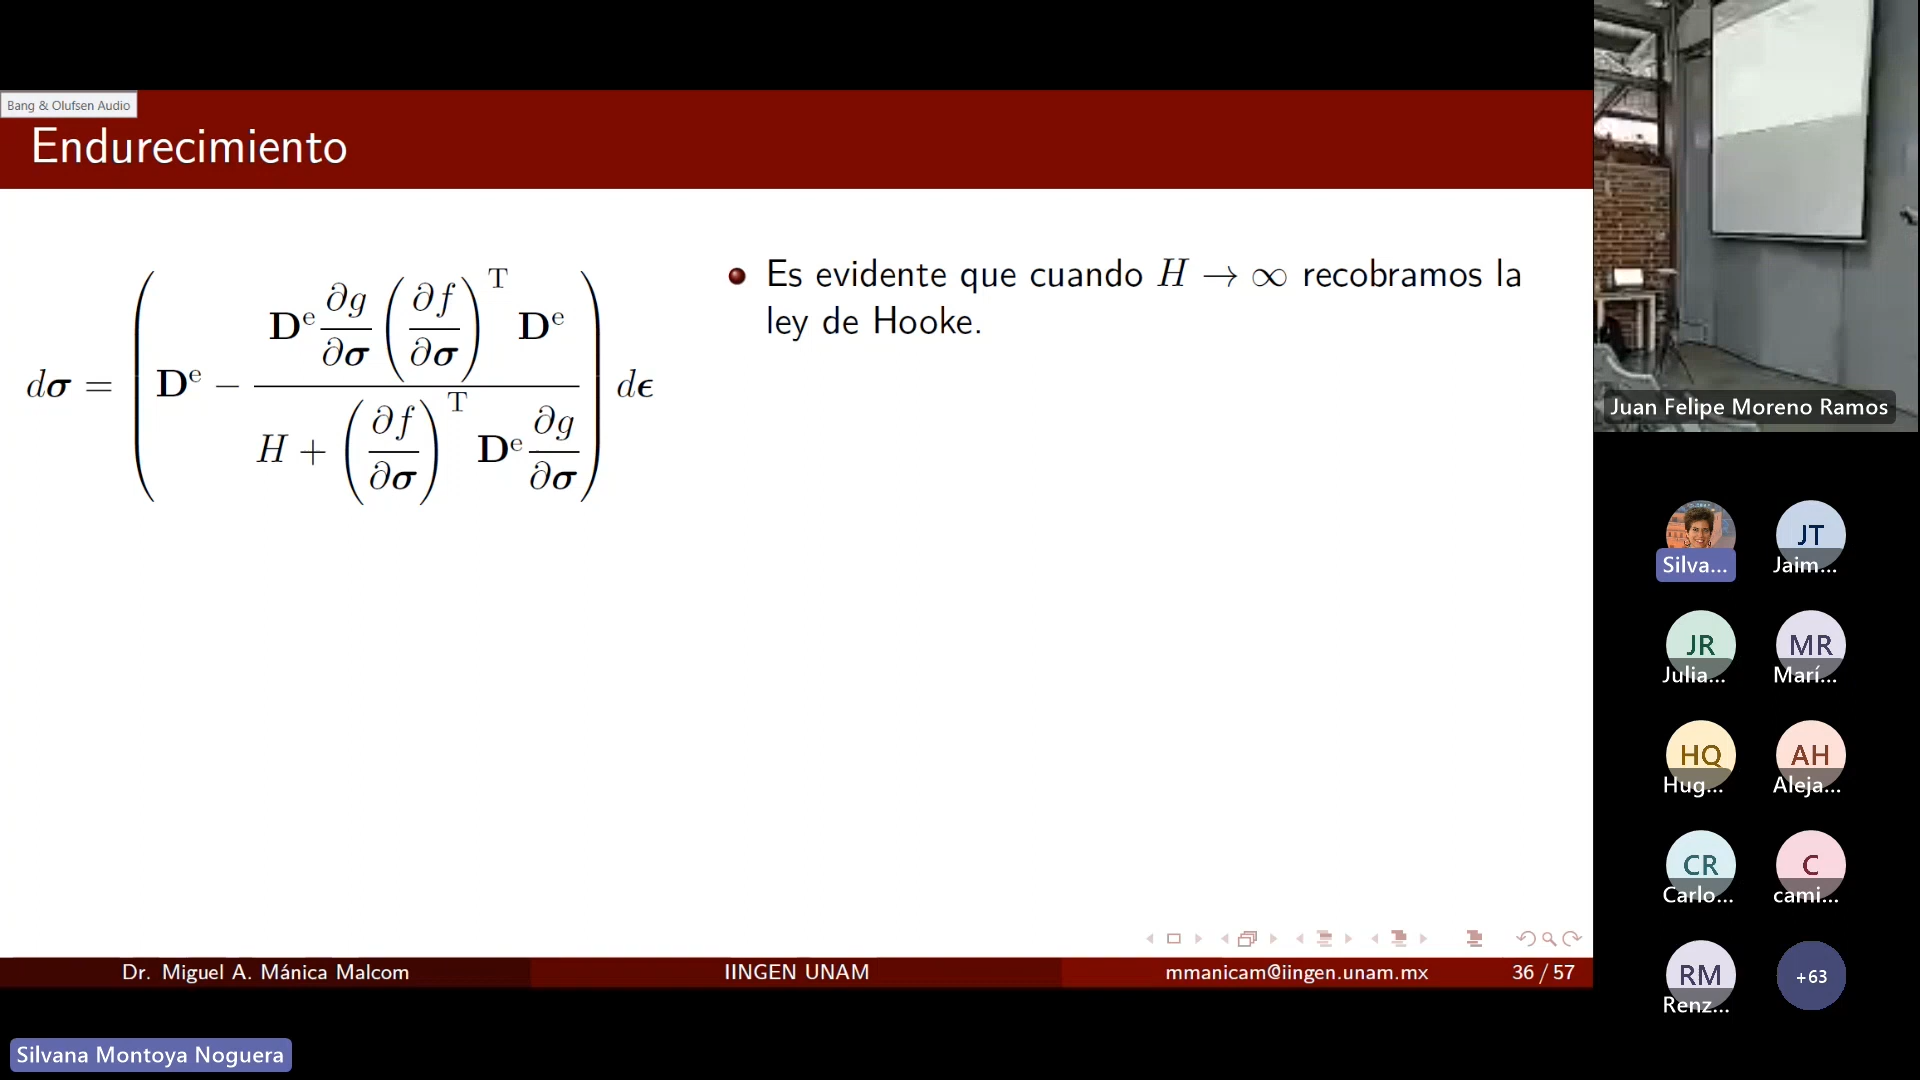 Bang & Olufsen Audio
Endurecimiento
dσ = ( Dᵉ − Dᵉ ∂g/∂σ (∂f/∂σ)ᵀ Dᵉ / H + (∂f/∂σ)ᵀ Dᵉ ∂g/∂σ ) dϵ
Es evidente que cuando H → ∞ recobramos la
ley de Hooke.
Dr. Miguel A. Mánica Malcom IINGEN UNAM mmanicam@iingen.unam.mx 36 / 57
Silvana Montoya Noguera
Juan Felipe Moreno Ramos
Silva...
JT
Jaim...
JR
Julia...
MR
Marí...
HQ
Hug...
AH
Aleja...
CR
Carlo...
C
cami...
RM
Renz...
+63